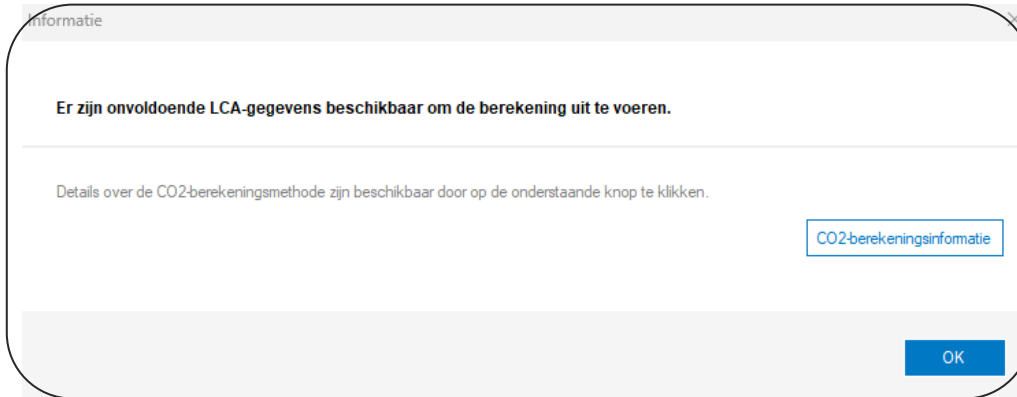 Informatie
Er zijn onvoldoende LCA-gegevens beschikbaar om de berekening uit te voeren.
Details over de CO2-berekeningsmethode zijn beschikbaar door op de onderstaande knop te klikken.
CO2-berekeningsinformatie
OK